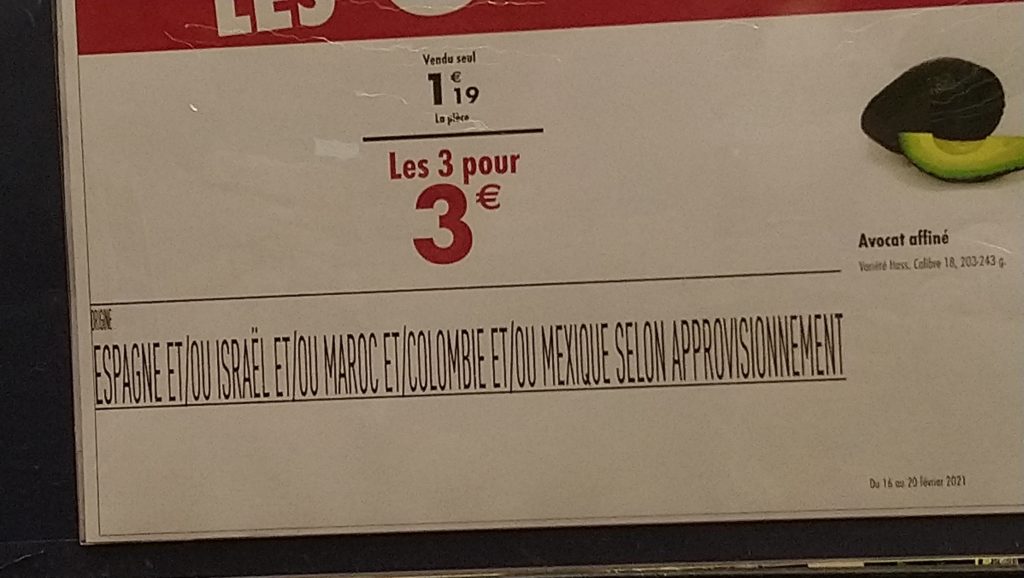 LES
Vendu seul
1€19
La pièce
Les 3 pour
3€
Avocat affiné
Variété Hass, Calibre 18, 203-243 g.
ORIGINE
ESPAGNE ET/OU ISRAËL ET/OU MAROC ET/COLOMBIE ET/OU MEXIQUE SELON APPROVISIONNEMENT
Du 16 au 20 février 2021